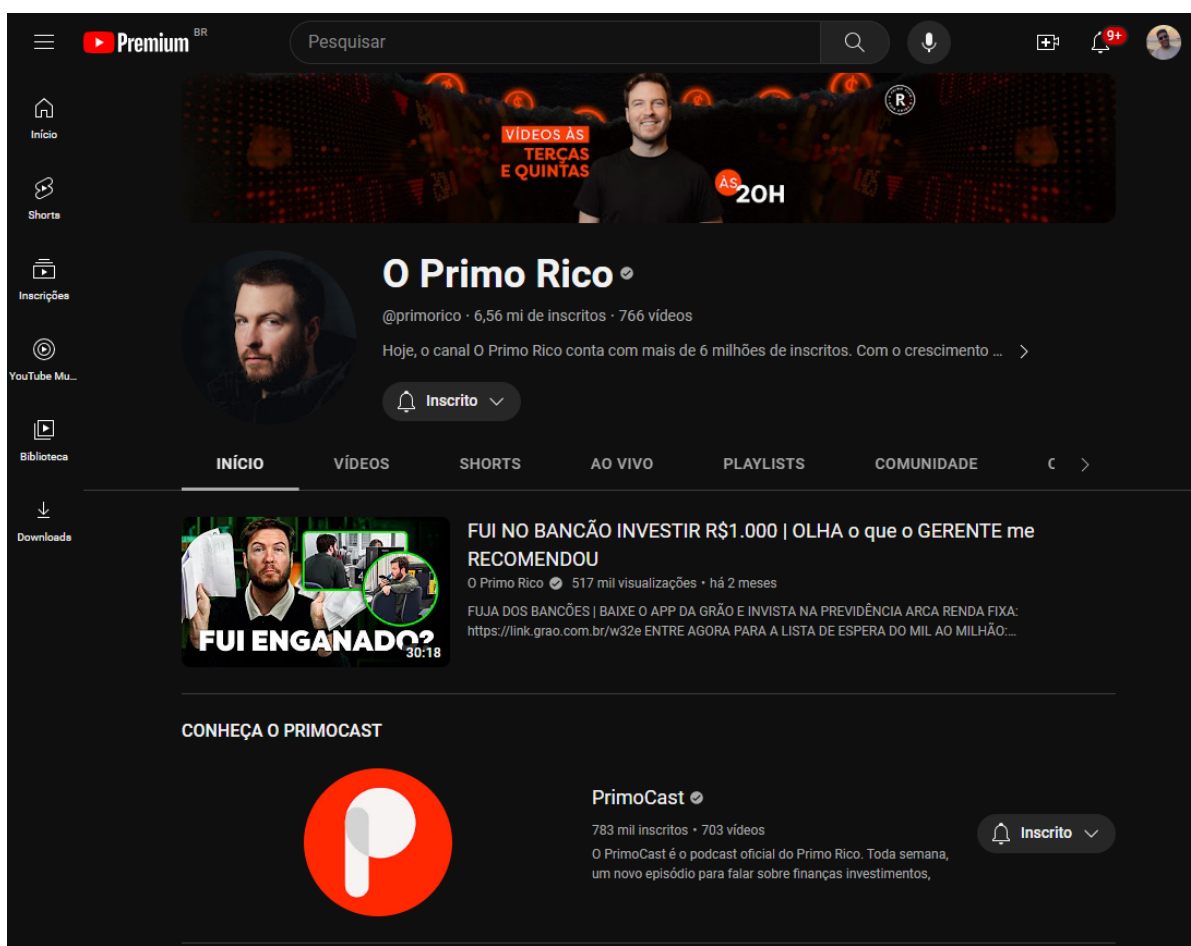 Premium BR
Pesquisar
9+
Início
Shorts
Inscrições
YouTube Mu...
Biblioteca
Downloads
VÍDEOS ÀS
TERÇAS
E QUINTAS
ÀS
20H
R
O Primo Rico
@primorico · 6,56 mi de inscritos · 766 vídeos
Hoje, o canal O Primo Rico conta com mais de 6 milhões de inscritos. Com o crescimento ...
Inscrito
INÍCIO VÍDEOS SHORTS AO VIVO PLAYLISTS COMUNIDADE C
FUI ENGANADO?
30:18
FUI NO BANCÃO INVESTIR R$1.000 | OLHA o que o GERENTE me
RECOMENDOU
O Primo Rico 517 mil visualizações • há 2 meses
FUJA DOS BANCÕES | BAIXE O APP DA GRÃO E INVISTA NA PREVIDÊNCIA ARCA RENDA FIXA:
https://link.grao.com.br/w32e ENTRE AGORA PARA A LISTA DE ESPERA DO MIL AO MILHÃO:...
CONHEÇA O PRIMOCAST
P
PrimoCast
783 mil inscritos • 703 vídeos
O PrimoCast é o podcast oficial do Primo Rico. Toda semana,
um novo episódio para falar sobre finanças investimentos,
Inscrito